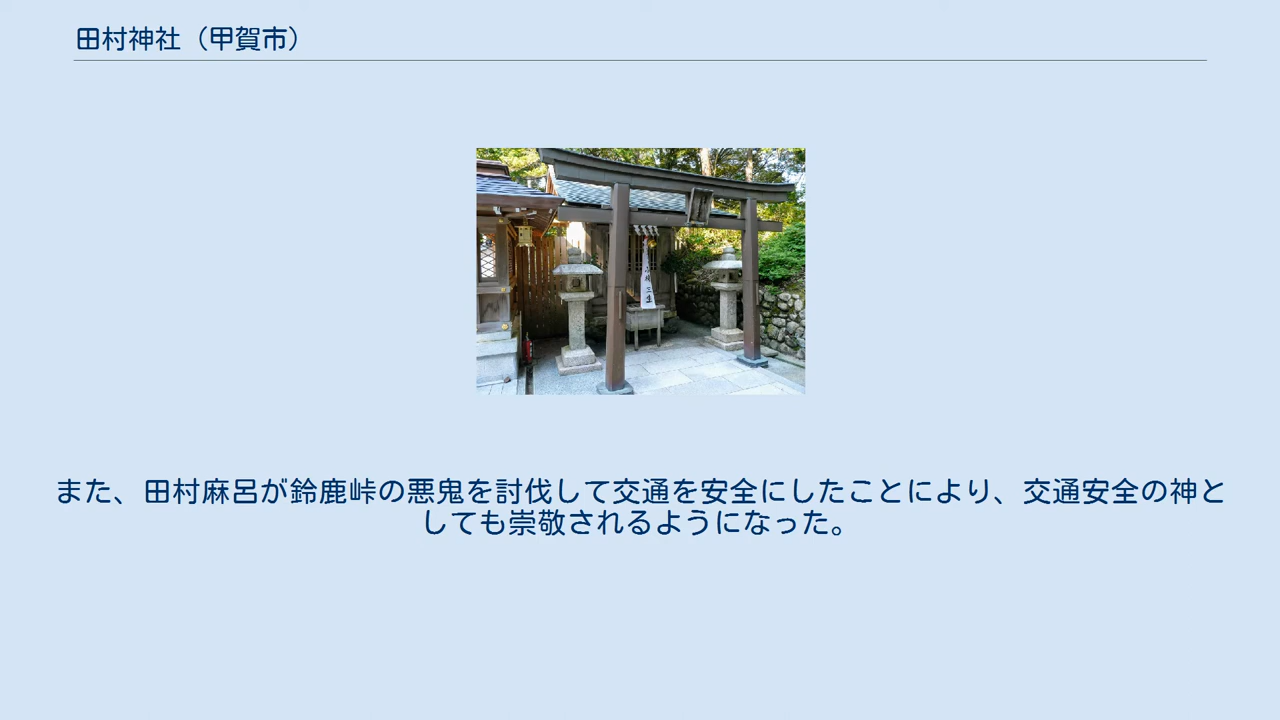 田村神社（甲賀市）
また、田村麻呂が鈴鹿峠の悪鬼を討伐して交通を安全にしたことにより、交通安全の神と
しても崇敬されるようになった。